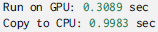 Run on GPU: 0.3089 sec
Copy to CPU: 0.9983 sec